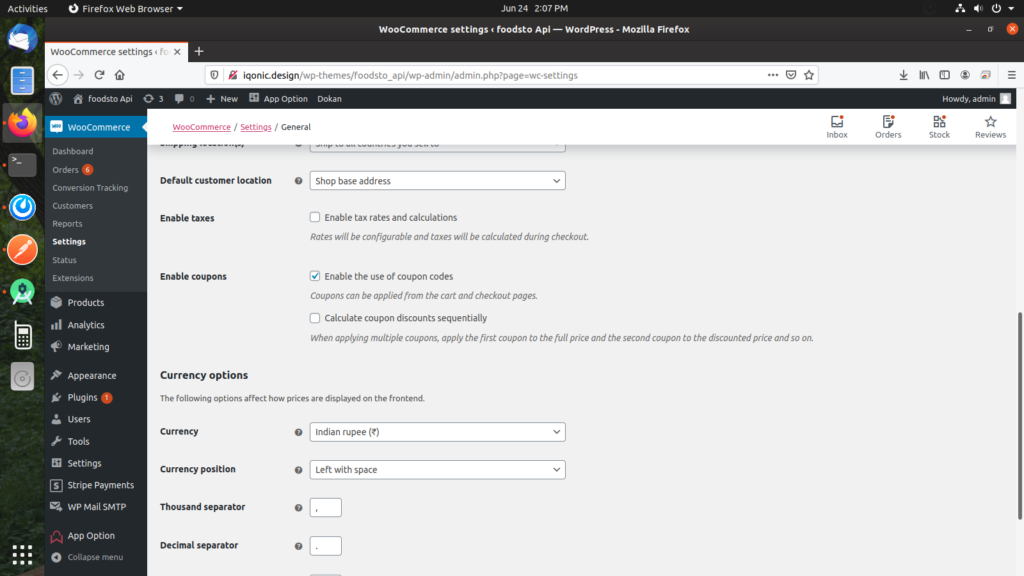 Activities
Firefox Web Browser
Jun 24 2:07 PM
WooCommerce settings ‹ foodsto Api — WordPress - Mozilla Firefox
WooCommerce settings ‹ fo
iqonic.design/wp-themes/foodsto_api/wp-admin/admin.php?page=wc-settings
foodsto Api
3
0
New
App Option
Dokan
Howdy, admin
WooCommerce
Dashboard
Orders 6
Conversion Tracking
Customers
Reports
Settings
Status
Extensions
Products
Analytics
Marketing
Appearance
Plugins 1
Users
Tools
Settings
Stripe Payments
WP Mail SMTP
App Option
Collapse menu
WooCommerce / Settings / General
Inbox
Orders
Stock
Reviews
Shipping location(s)
Ship to all countries you sell to
Default customer location
Shop base address
Enable taxes
Enable tax rates and calculations
Rates will be configurable and taxes will be calculated during checkout.
Enable coupons
Enable the use of coupon codes
Coupons can be applied from the cart and checkout pages.
Calculate coupon discounts sequentially
When applying multiple coupons, apply the first coupon to the full price and the second coupon to the discounted price and so on.
Currency options
The following options affect how prices are displayed on the frontend.
Currency
Indian rupee (₹)
Currency position
Left with space
Thousand separator
,
Decimal separator
.